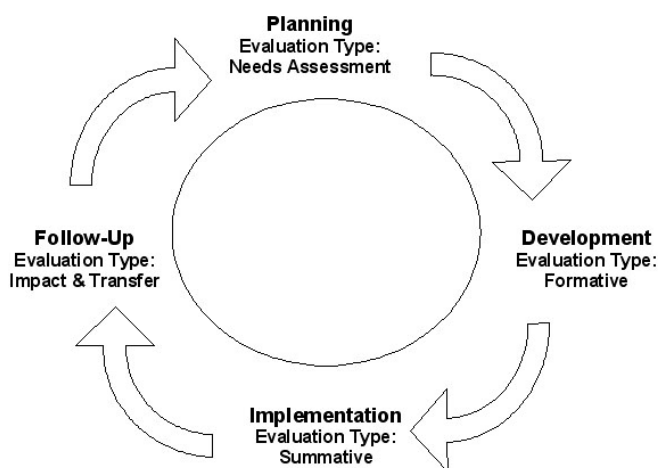 Planning
Evaluation Type:
Needs Assessment
Follow-Up
Evaluation Type:
Impact & Transfer
Development
Evaluation Type:
Formative
Implementation
Evaluation Type:
Summative